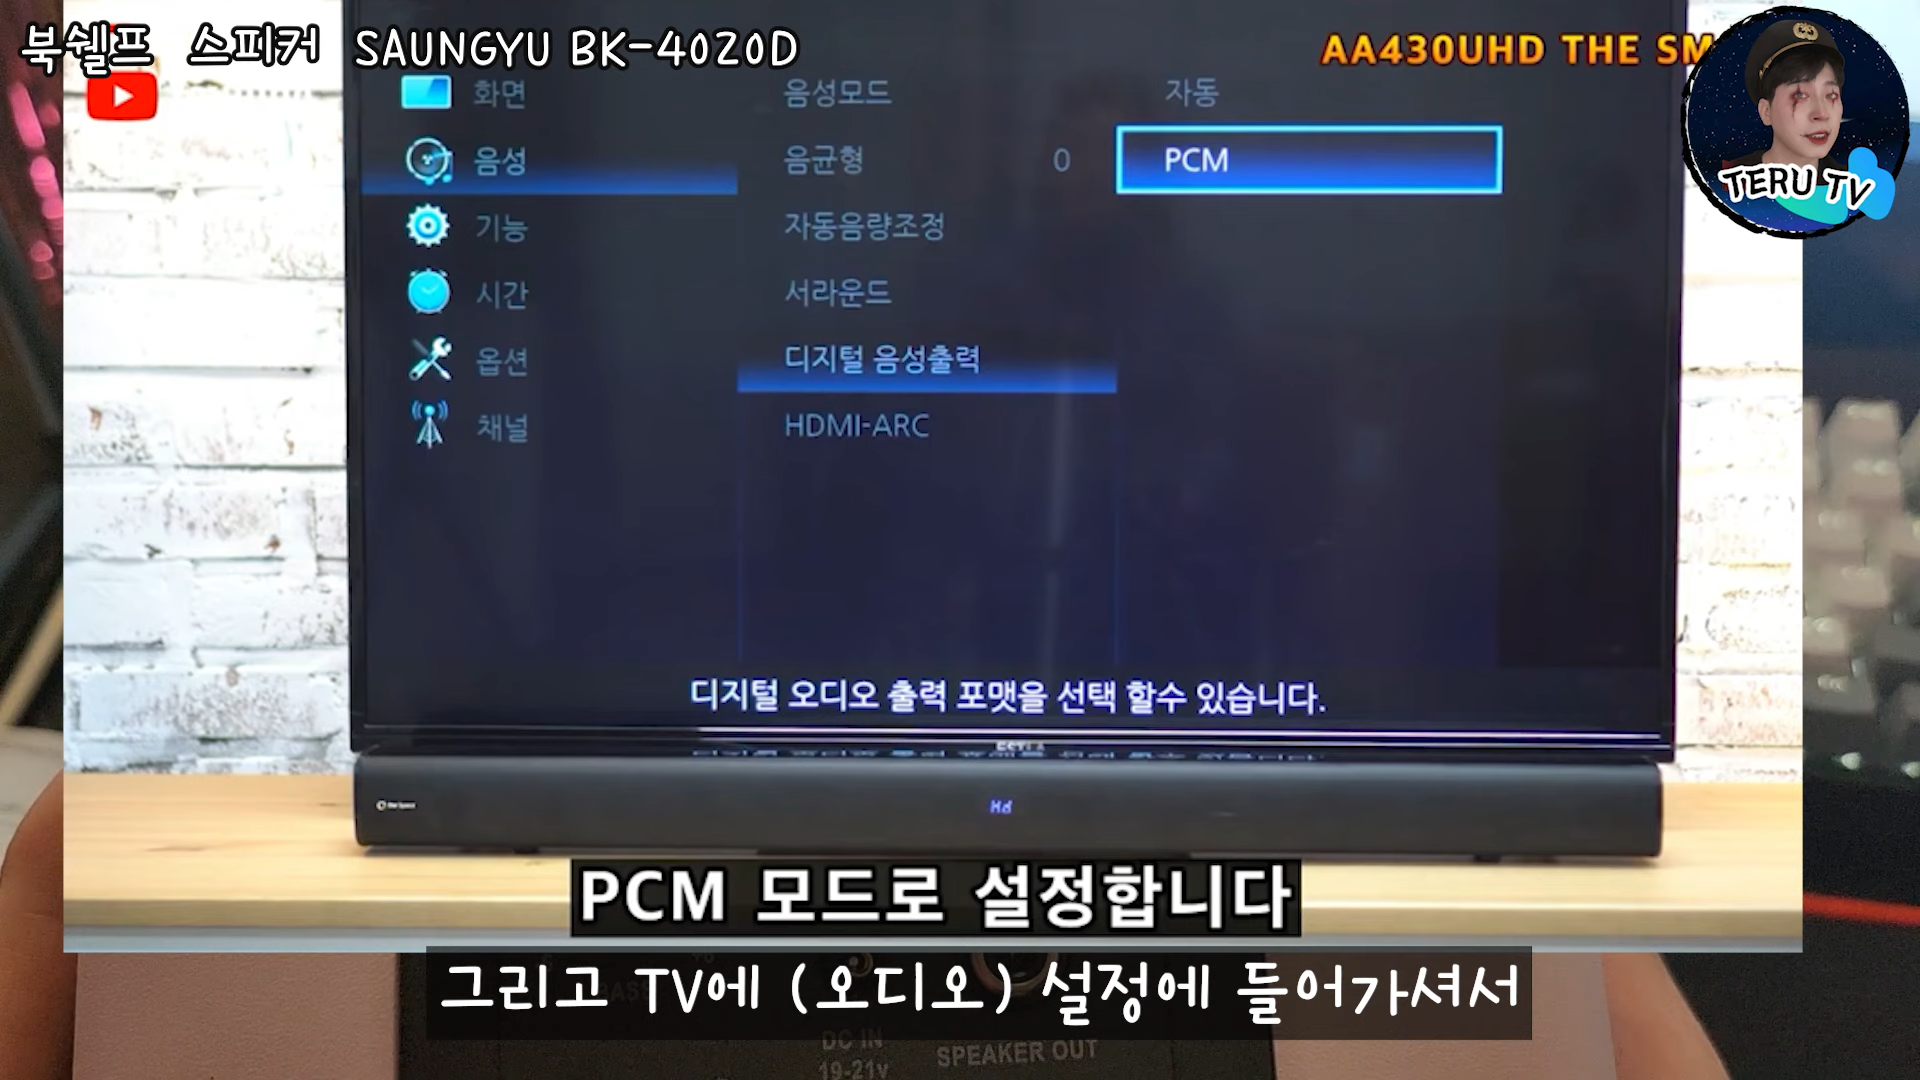 북쉘프 스피커 SAUNGYU BK-4020D
AA430UHD THE SM
TERU TV
화면
음성
기능
시간
옵션
채널
음성모드
음균형 0
자동음량조정
서라운드
디지털 음성출력
HDMI-ARC
자동
PCM
디지털 오디오 출력 포맷을 선택 할수 있습니다.
Hd
PCM 모드로 설정합니다
그리고 TV에 (오디오) 설정에 들어가셔서
DC IN
19-21v
SPEAKER OUT